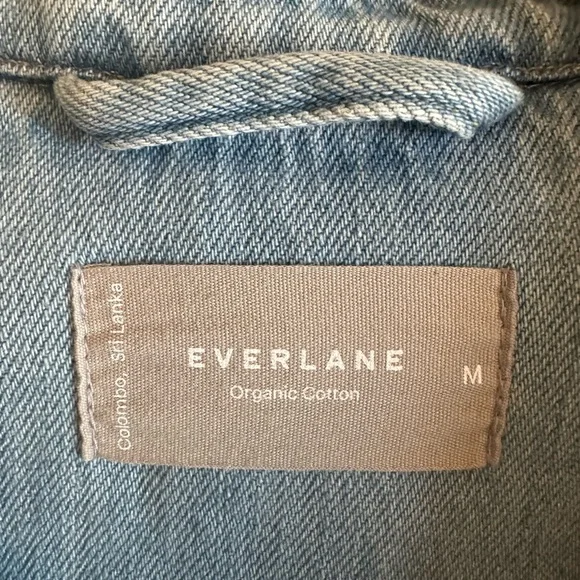 Colombo, Sri Lanka
EVERLANE
Organic Cotton
M